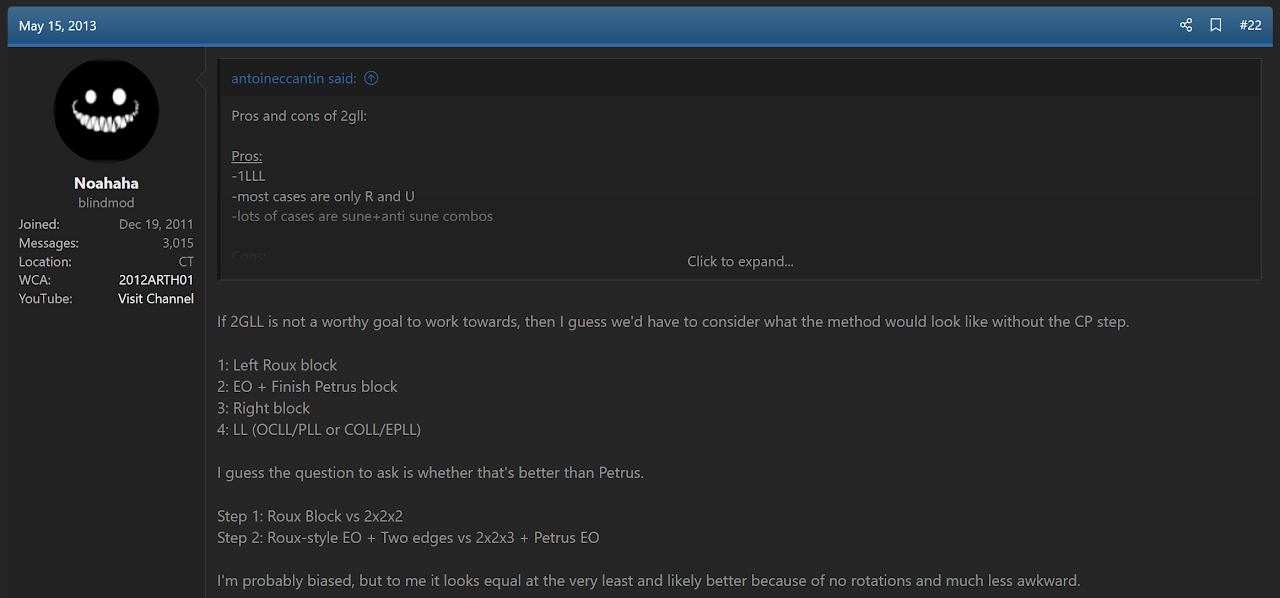 May 15, 2013
#22
Noahaha
blindmod
Joined: Dec 19, 2011
Messages: 3,015
Location: CT
WCA: 2012ARTH01
YouTube: Visit Channel
antoineccantin said:
Pros and cons of 2gll:
Pros:
-1LLL
-most cases are only R and U
-lots of cases are sune+anti sune combos
Cons:
Click to expand...
If 2GLL is not a worthy goal to work towards, then I guess we'd have to consider what the method would look like without the CP step.
1: Left Roux block
2: EO + Finish Petrus block
3: Right block
4: LL (OCLL/PLL or COLL/EPLL)
I guess the question to ask is whether that's better than Petrus.
Step 1: Roux Block vs 2x2x2
Step 2: Roux-style EO + Two edges vs 2x2x3 + Petrus EO
I'm probably biased, but to me it looks equal at the very least and likely better because of no rotations and much less awkward.